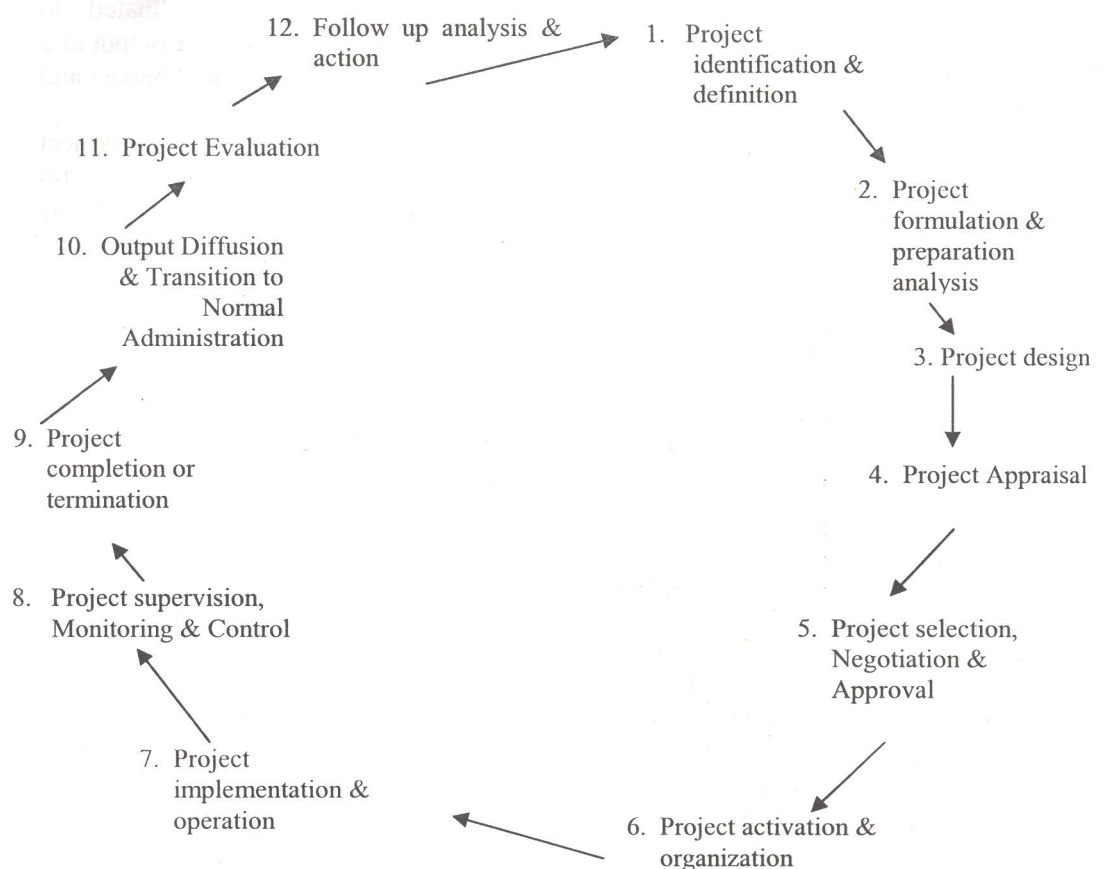 12. Follow up analysis &
action
1. Project
identification &
definition
2. Project
formulation &
preparation
analysis
3. Project design
4. Project Appraisal
5. Project selection,
Negotiation &
Approval
6. Project activation &
organization
7. Project
implementation &
operation
8. Project supervision,
Monitoring & Control
9. Project
completion or
termination
10. Output Diffusion
& Transition to
Normal
Administration
11. Project Evaluation